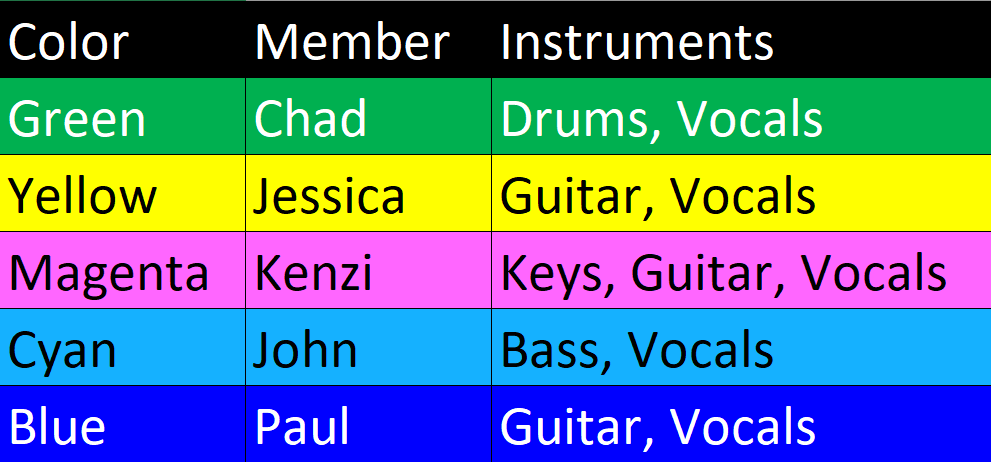 Color Member Instruments
Green Chad Drums, Vocals
Yellow Jessica Guitar, Vocals
Magenta Kenzi Keys, Guitar, Vocals
Cyan John Bass, Vocals
Blue Paul Guitar, Vocals